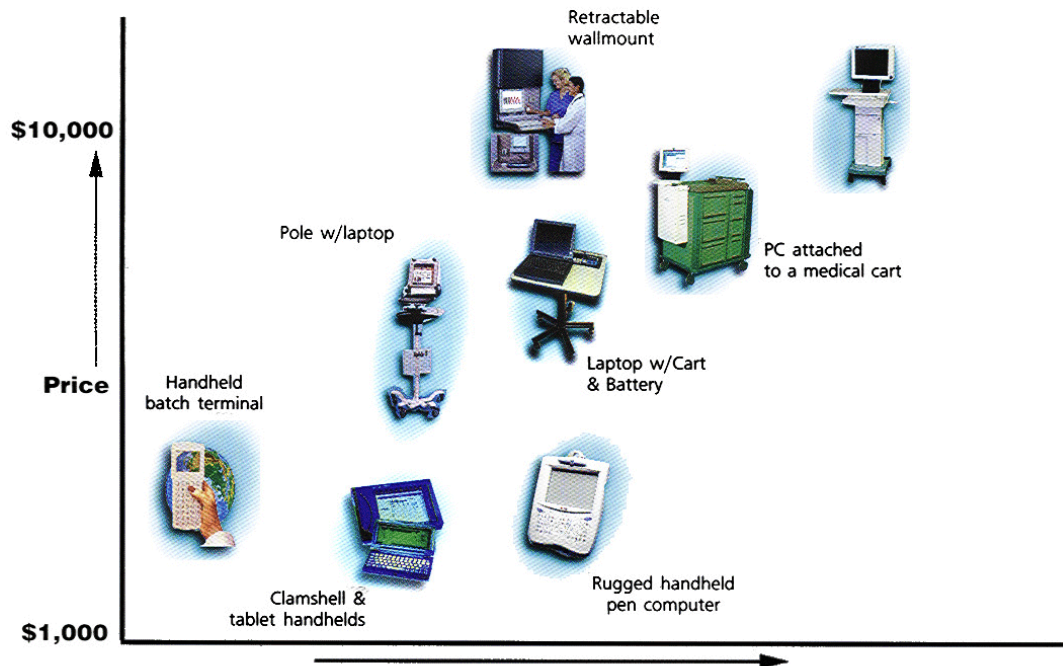 Retractable
wallmount
$10,000
Pole w/laptop
PC attached
to a medical cart
Price
Laptop w/Cart
& Battery
Handheld
batch terminal
Clamshell &
tablet handhelds
Rugged handheld
pen computer
$1,000